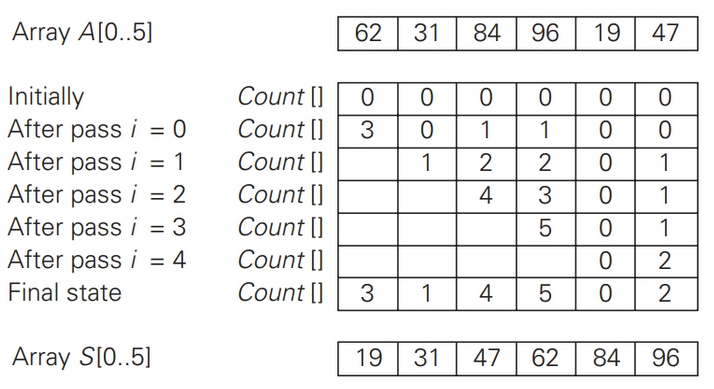 Array A[0..5] 62 31 84 96 19 47
Initially Count [] 0 0 0 0 0 0
After pass i = 0 Count [] 3 0 1 1 0 0
After pass i = 1 Count [] 1 2 2 0 1
After pass i = 2 Count [] 4 3 0 1
After pass i = 3 Count [] 5 0 1
After pass i = 4 Count [] 0 2
Final state Count [] 3 1 4 5 0 2
Array S[0..5] 19 31 47 62 84 96